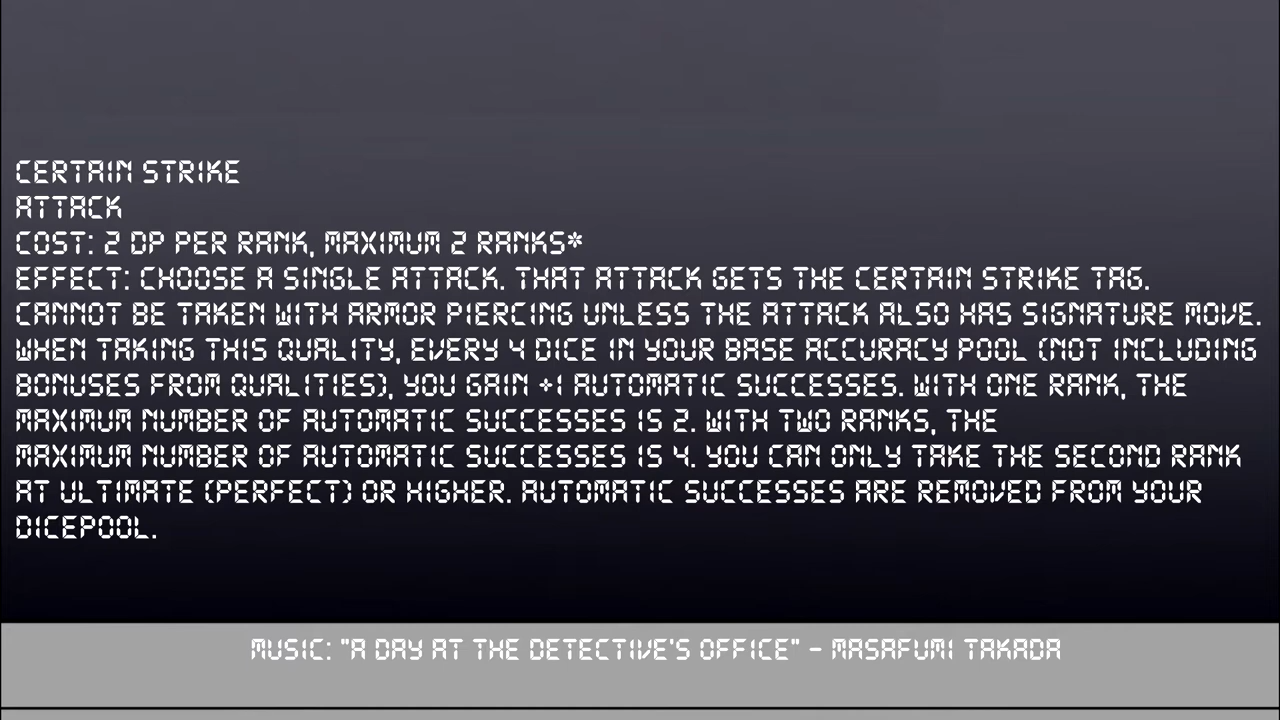 CERTAIN STRIKE
ATTACK
COST: 2 DP PER RANK, MAXIMUM 2 RANKS*
EFFECT: CHOOSE A SINGLE ATTACK. THAT ATTACK GETS THE CERTAIN STRIKE TAG.
CANNOT BE TAKEN WITH ARMOR PIERCING UNLESS THE ATTACK ALSO HAS SIGNATURE MOVE.
WHEN TAKING THIS QUALITY, EVERY 4 DICE IN YOUR BASE ACCURACY POOL (NOT INCLUDING
BONUSES FROM QUALITIES), YOU GAIN +1 AUTOMATIC SUCCESSES. WITH ONE RANK, THE
MAXIMUM NUMBER OF AUTOMATIC SUCCESSES IS 2. WITH TWO RANKS, THE
MAXIMUM NUMBER OF AUTOMATIC SUCCESSES IS 4. YOU CAN ONLY TAKE THE SECOND RANK
AT ULTIMATE (PERFECT) OR HIGHER. AUTOMATIC SUCCESSES ARE REMOVED FROM YOUR
DICEPOOL.
MUSIC: "A DAY AT THE DETECTIVE'S OFFICE" - MASAFUMI TAKADA